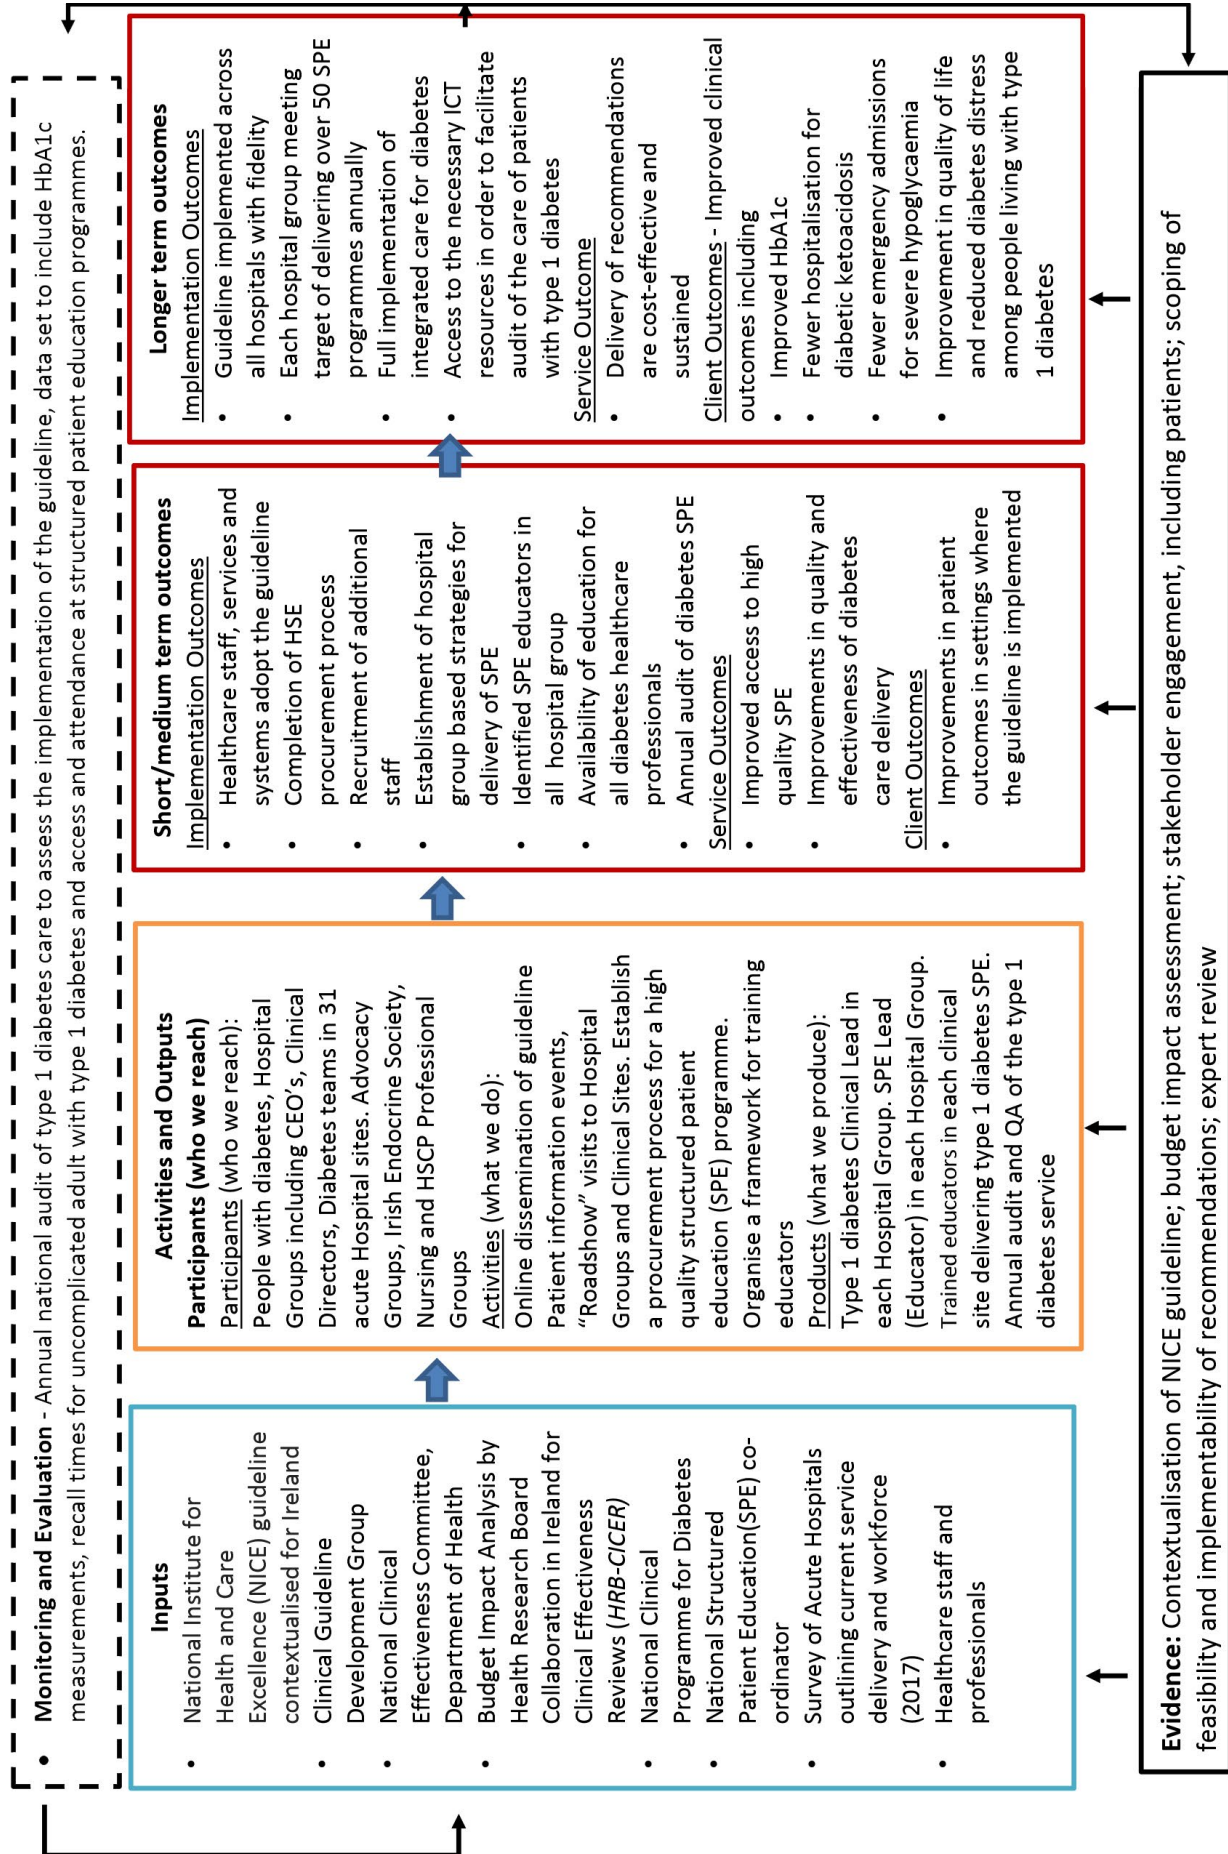 • Monitoring and Evaluation - Annual national audit of type 1 diabetes care to assess the implementation of the guideline, data set to include HbA1c
measurements, recall times for uncomplicated adult with type 1 diabetes and access and attendance at structured patient education programmes.
Inputs
• National Institute for
Health and Care
Excellence (NICE) guideline
contextualised for Ireland
• Clinical Guideline
Development Group
• National Clinical
Effectiveness Committee,
Department of Health
• Budget Impact Analysis by
Health Research Board
Collaboration in Ireland for
Clinical Effectiveness
Reviews (HRB-CICER)
• National Clinical
Programme for Diabetes
• National Structured
Patient Education(SPE) co-
ordinator
• Survey of Acute Hospitals
outlining current service
delivery and workforce
(2017)
• Healthcare staff and
professionals
Activities and Outputs
Participants (who we reach)
Participants (who we reach):
People with diabetes, Hospital
Groups including CEO's, Clinical
Directors, Diabetes teams in 31
acute Hospital sites. Advocacy
Groups, Irish Endocrine Society,
Nursing and HSCP Professional
Groups
Activities (what we do):
Online dissemination of guideline
Patient information events,
“Roadshow” visits to Hospital
Groups and Clinical Sites. Establish
a procurement process for a high
quality structured patient
education (SPE) programme.
Organise a framework for training
educators
Products (what we produce):
Type 1 diabetes Clinical Lead in
each Hospital Group. SPE Lead
(Educator) in each Hospital Group.
Trained educators in each clinical
site delivering type 1 diabetes SPE.
Annual audit and QA of the type 1
diabetes service
Short/medium term outcomes
Implementation Outcomes
• Healthcare staff, services and
systems adopt the guideline
• Completion of HSE
procurement process
• Recruitment of additional
staff
• Establishment of hospital
group based strategies for
delivery of SPE
• Identified SPE educators in
all hospital group
• Availability of education for
all diabetes healthcare
professionals
• Annual audit of diabetes SPE
Service Outcomes
• Improved access to high
quality SPE
• Improvements in quality and
effectiveness of diabetes
care delivery
Client Outcomes
• Improvements in patient
outcomes in settings where
the guideline is implemented
Longer term outcomes
Implementation Outcomes
• Guideline implemented across
all hospitals with fidelity
• Each hospital group meeting
target of delivering over 50 SPE
programmes annually
• Full implementation of
integrated care for diabetes
• Access to the necessary ICT
resources in order to facilitate
audit of the care of patients
with type 1 diabetes
Service Outcome
• Delivery of recommendations
are cost-effective and
sustained
Client Outcomes - Improved clinical
outcomes including
• Improved HbA1c
• Fewer hospitalisation for
diabetic ketoacidosis
• Fewer emergency admissions
for severe hypoglycaemia
• Improvement in quality of life
and reduced diabetes distress
among people living with type
1 diabetes
Evidence: Contextualisation of NICE guideline; budget impact assessment; stakeholder engagement, including patients; scoping of
feasibility and implementability of recommendations; expert review